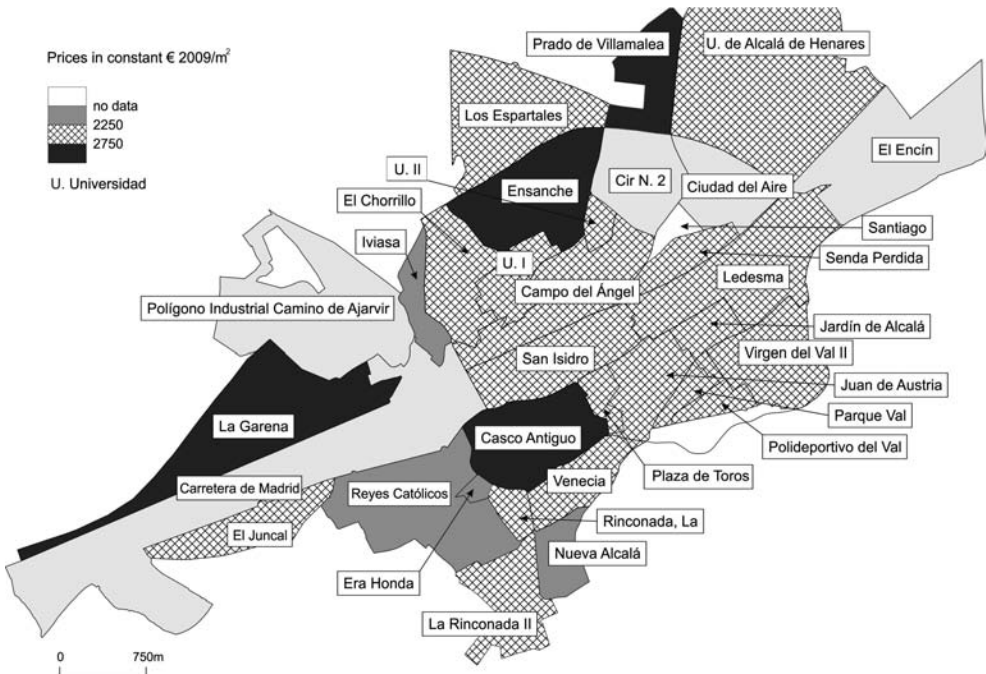 Prices in constant € 2009/m²
no data
2250
2750
U. Universidad
Prado de Villamalea
U. de Alcalá de Henares
Los Espartales
El Encín
U. II
Ensanche
Cir N. 2
Ciudad del Aire
El Chorrillo
Santiago
Iviasa
U. I
Senda Perdida
Ledesma
Campo del Ángel
Polígono Industrial Camino de Ajarvir
Jardín de Alcalá
San Isidro
Virgen del Val II
Juan de Austria
Parque Val
La Garena
Casco Antiguo
Polideportivo del Val
Plaza de Toros
Venecia
Carretera de Madrid
Reyes Católicos
Rinconada, La
El Juncal
Nueva Alcalá
Era Honda
La Rinconada II
0 750m